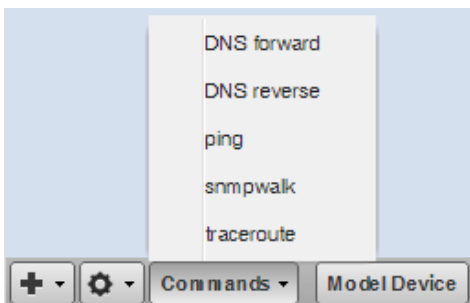 DNS forward
DNS reverse
ping
snmpwalk
traceroute
Commands
Model Device